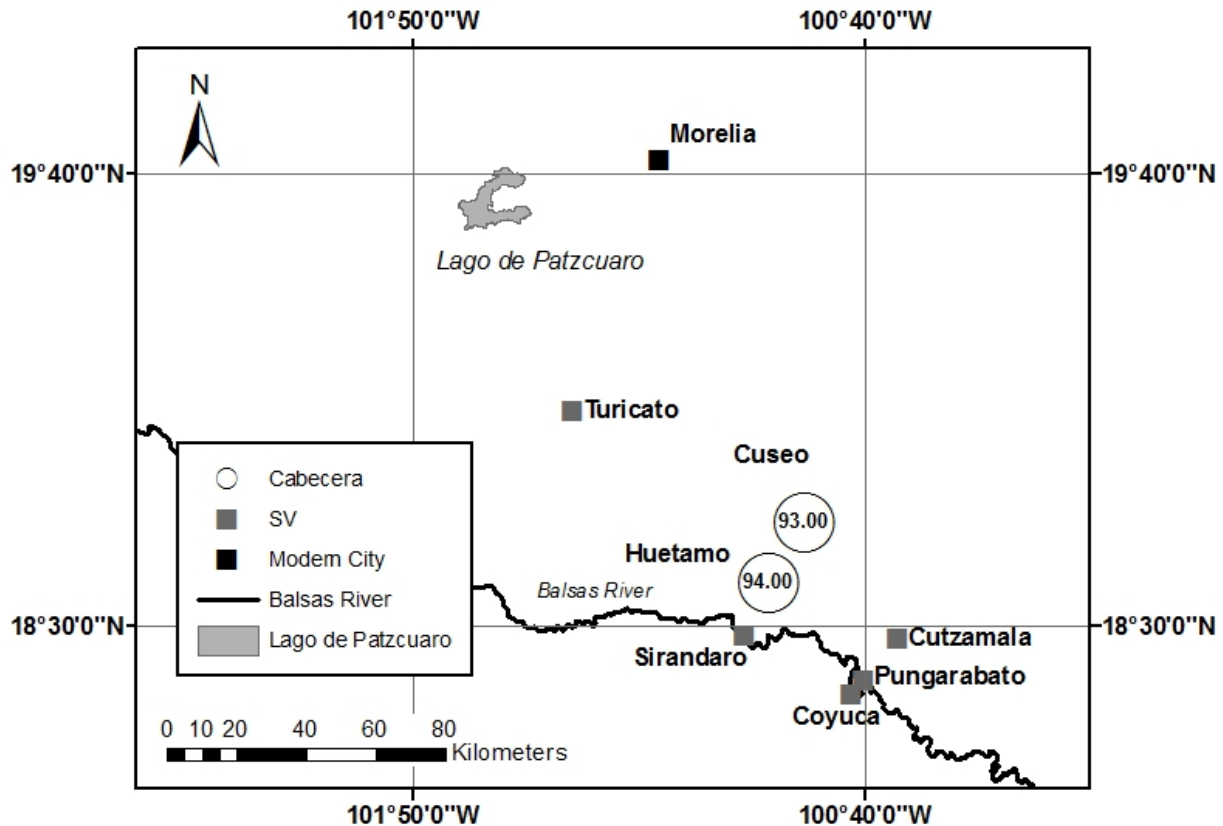 101°50'0"W 100°40'0"W
N
Morelia
19°40'0"N 19°40'0"N
Lago de Patzcuaro
Turicato
Cuseo
Cabecera
SV
93.00
Modern City
Huetamo
94.00
Balsas River
Balsas River
18°30'0"N 18°30'0"N
Lago de Patzcuaro
Cutzamala
Sirandaro
Pungarabato
Coyuca
0 10 20 40 60 80
Kilometers
101°50'0"W 100°40'0"W